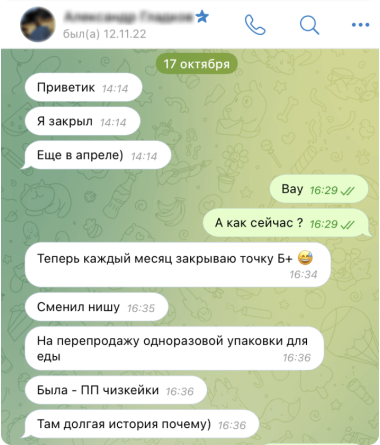 был(а) 12.11.22
17 октября
Приветик 14:14
Я закрыл 14:14
Еще в апреле) 14:14
Вау 16:29
А как сейчас ? 16:29
Теперь каждый месяц закрываю точку Б+ 😅
16:34
Сменил нишу 16:35
На перепродажу одноразовой упаковки для
еды 16:36
Была - ПП чизкейки 16:36
Там долгая история почему) 16:36